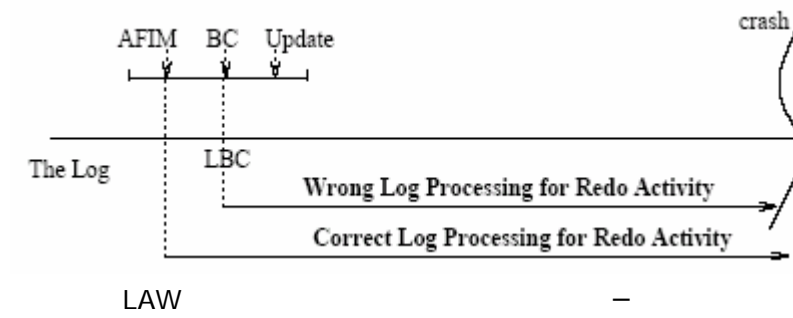 crash
AFIM BC Update
The Log
LBC
Wrong Log Processing for Redo Activity
Correct Log Processing for Redo Activity
LAW –